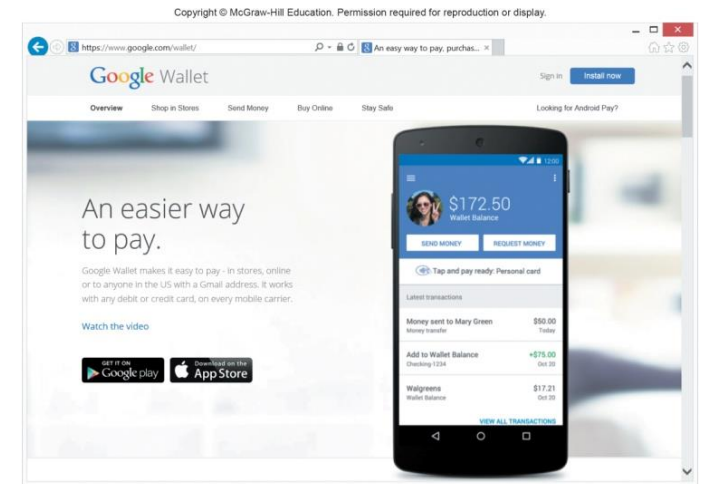 Copyright © McGraw-Hill Education. Permission required for reproduction or display.
https://www.google.com/wallet/
An easy way to pay, purchas...
Google Wallet
Sign in
Install now
Overview
Shop in Stores
Send Money
Buy Online
Stay Safe
Looking for Android Pay?
An easier way
to pay.
Google Wallet makes it easy to pay - in stores, online
or to anyone in the US with a Gmail address. It works
with any debit or credit card, on every mobile carrier.
Watch the video
GET IT ON
Google play
Download on the
App Store
12:00
$172.50
Wallet Balance
SEND MONEY
REQUEST MONEY
Tap and pay ready: Personal card
Latest transactions
Money sent to Mary Green $50.00
Money transfer Today
Add to Wallet Balance +$75.00
Checking-1234 Oct 20
Walgreens $17.21
Wallet Balance Oct 20
VIEW ALL TRANSACTIONS